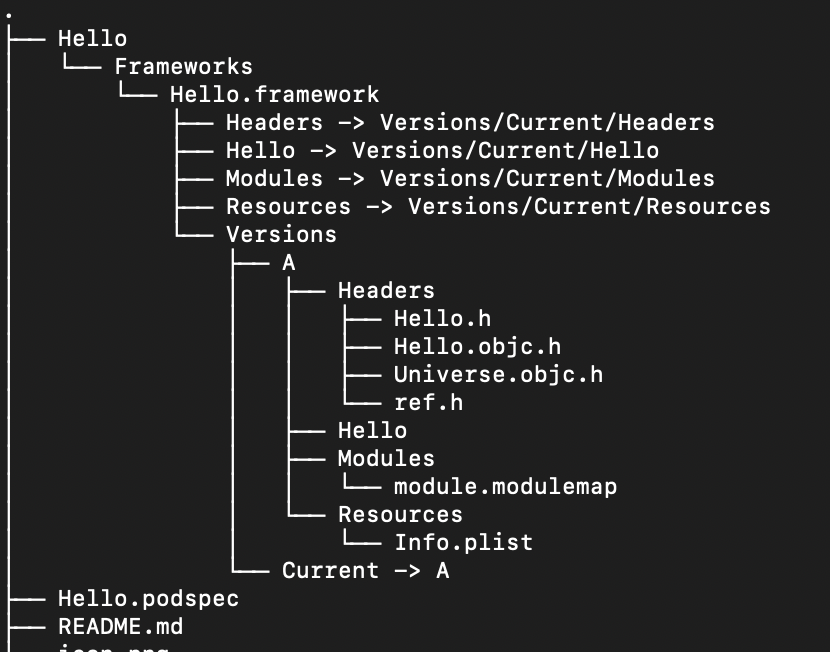 .
├── Hello
│   └── Frameworks
│       └── Hello.framework
│           ├── Headers -> Versions/Current/Headers
│           ├── Hello -> Versions/Current/Hello
│           ├── Modules -> Versions/Current/Modules
│           ├── Resources -> Versions/Current/Resources
│           └── Versions
│               ├── A
│               │   ├── Headers
│               │   │   ├── Hello.h
│               │   │   ├── Hello.objc.h
│               │   │   ├── Universe.objc.h
│               │   │   └── ref.h
│               │   ├── Hello
│               │   ├── Modules
│               │   │   └── module.modulemap
│               │   └── Resources
│               │       └── Info.plist
│               └── Current -> A
├── Hello.podspec
├── README.md